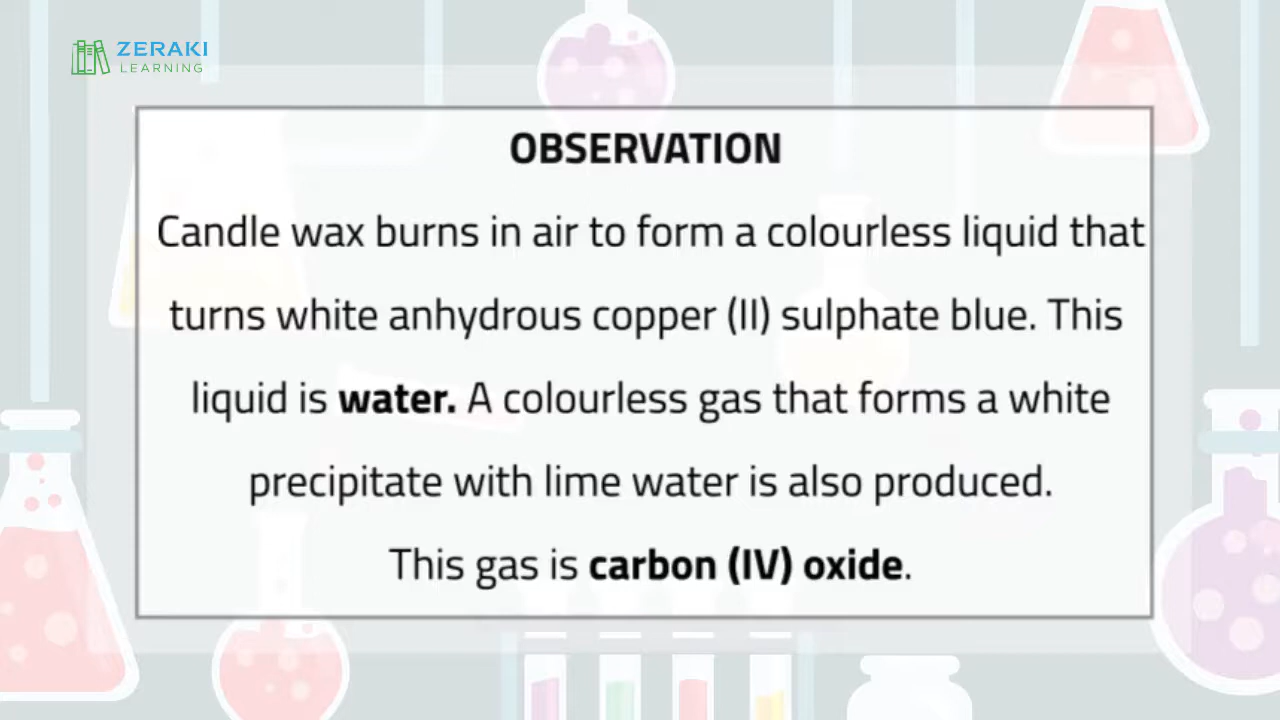 ZERAKI
LEARNING
OBSERVATION
Candle wax burns in air to form a colourless liquid that
turns white anhydrous copper (II) sulphate blue. This
liquid is water. A colourless gas that forms a white
precipitate with lime water is also produced.
This gas is carbon (IV) oxide.